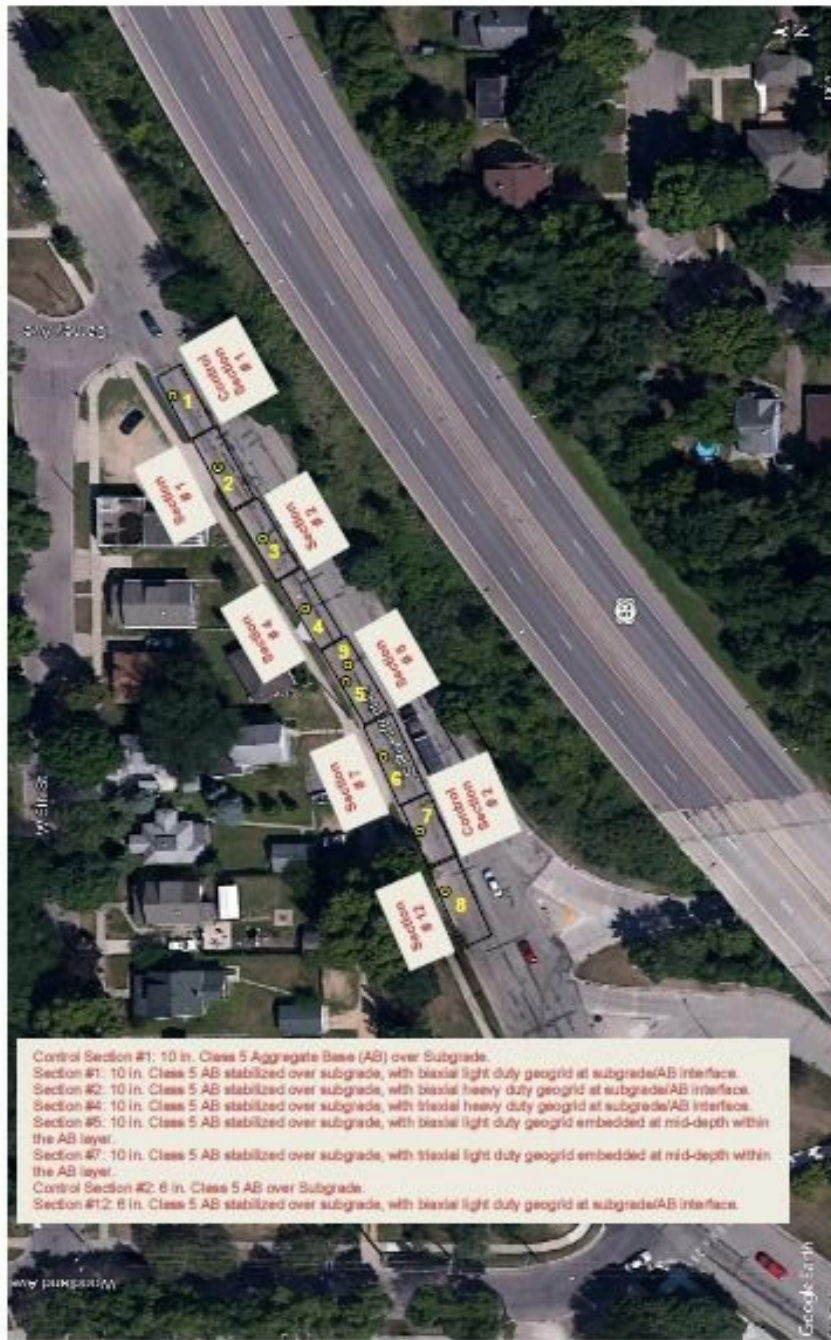 N
Control
Section
# 1
1
Section
# 1
2
Section
# 2
3
Section
# 4
4
9
5
Section
# 5
6
Section
# 7
7
Control
Section
# 2
8
Section
# 12
W Elm St
Control Section #1: 10 in. Class 5 Aggregate Base (AB) over Subgrade.
Section #1: 10 in. Class 5 AB stabilized over subgrade, with biaxial light duty geogrid at subgrade/AB interface.
Section #2: 10 in. Class 5 AB stabilized over subgrade, with biaxial heavy duty geogrid at subgrade/AB interface.
Section #4: 10 in. Class 5 AB stabilized over subgrade, with triaxial heavy duty geogrid at subgrade/AB interface.
Section #5: 10 in. Class 5 AB stabilized over subgrade, with biaxial light duty geogrid embedded at mid-depth within
the AB layer.
Section #7: 10 in. Class 5 AB stabilized over subgrade, with triaxial light duty geogrid embedded at mid-depth within
the AB layer.
Control Section #2: 6 in. Class 5 AB over Subgrade.
Section #12: 6 in. Class 5 AB stabilized over subgrade, with biaxial light duty geogrid at subgrade/AB interface.
Woodland Ave
Google Earth